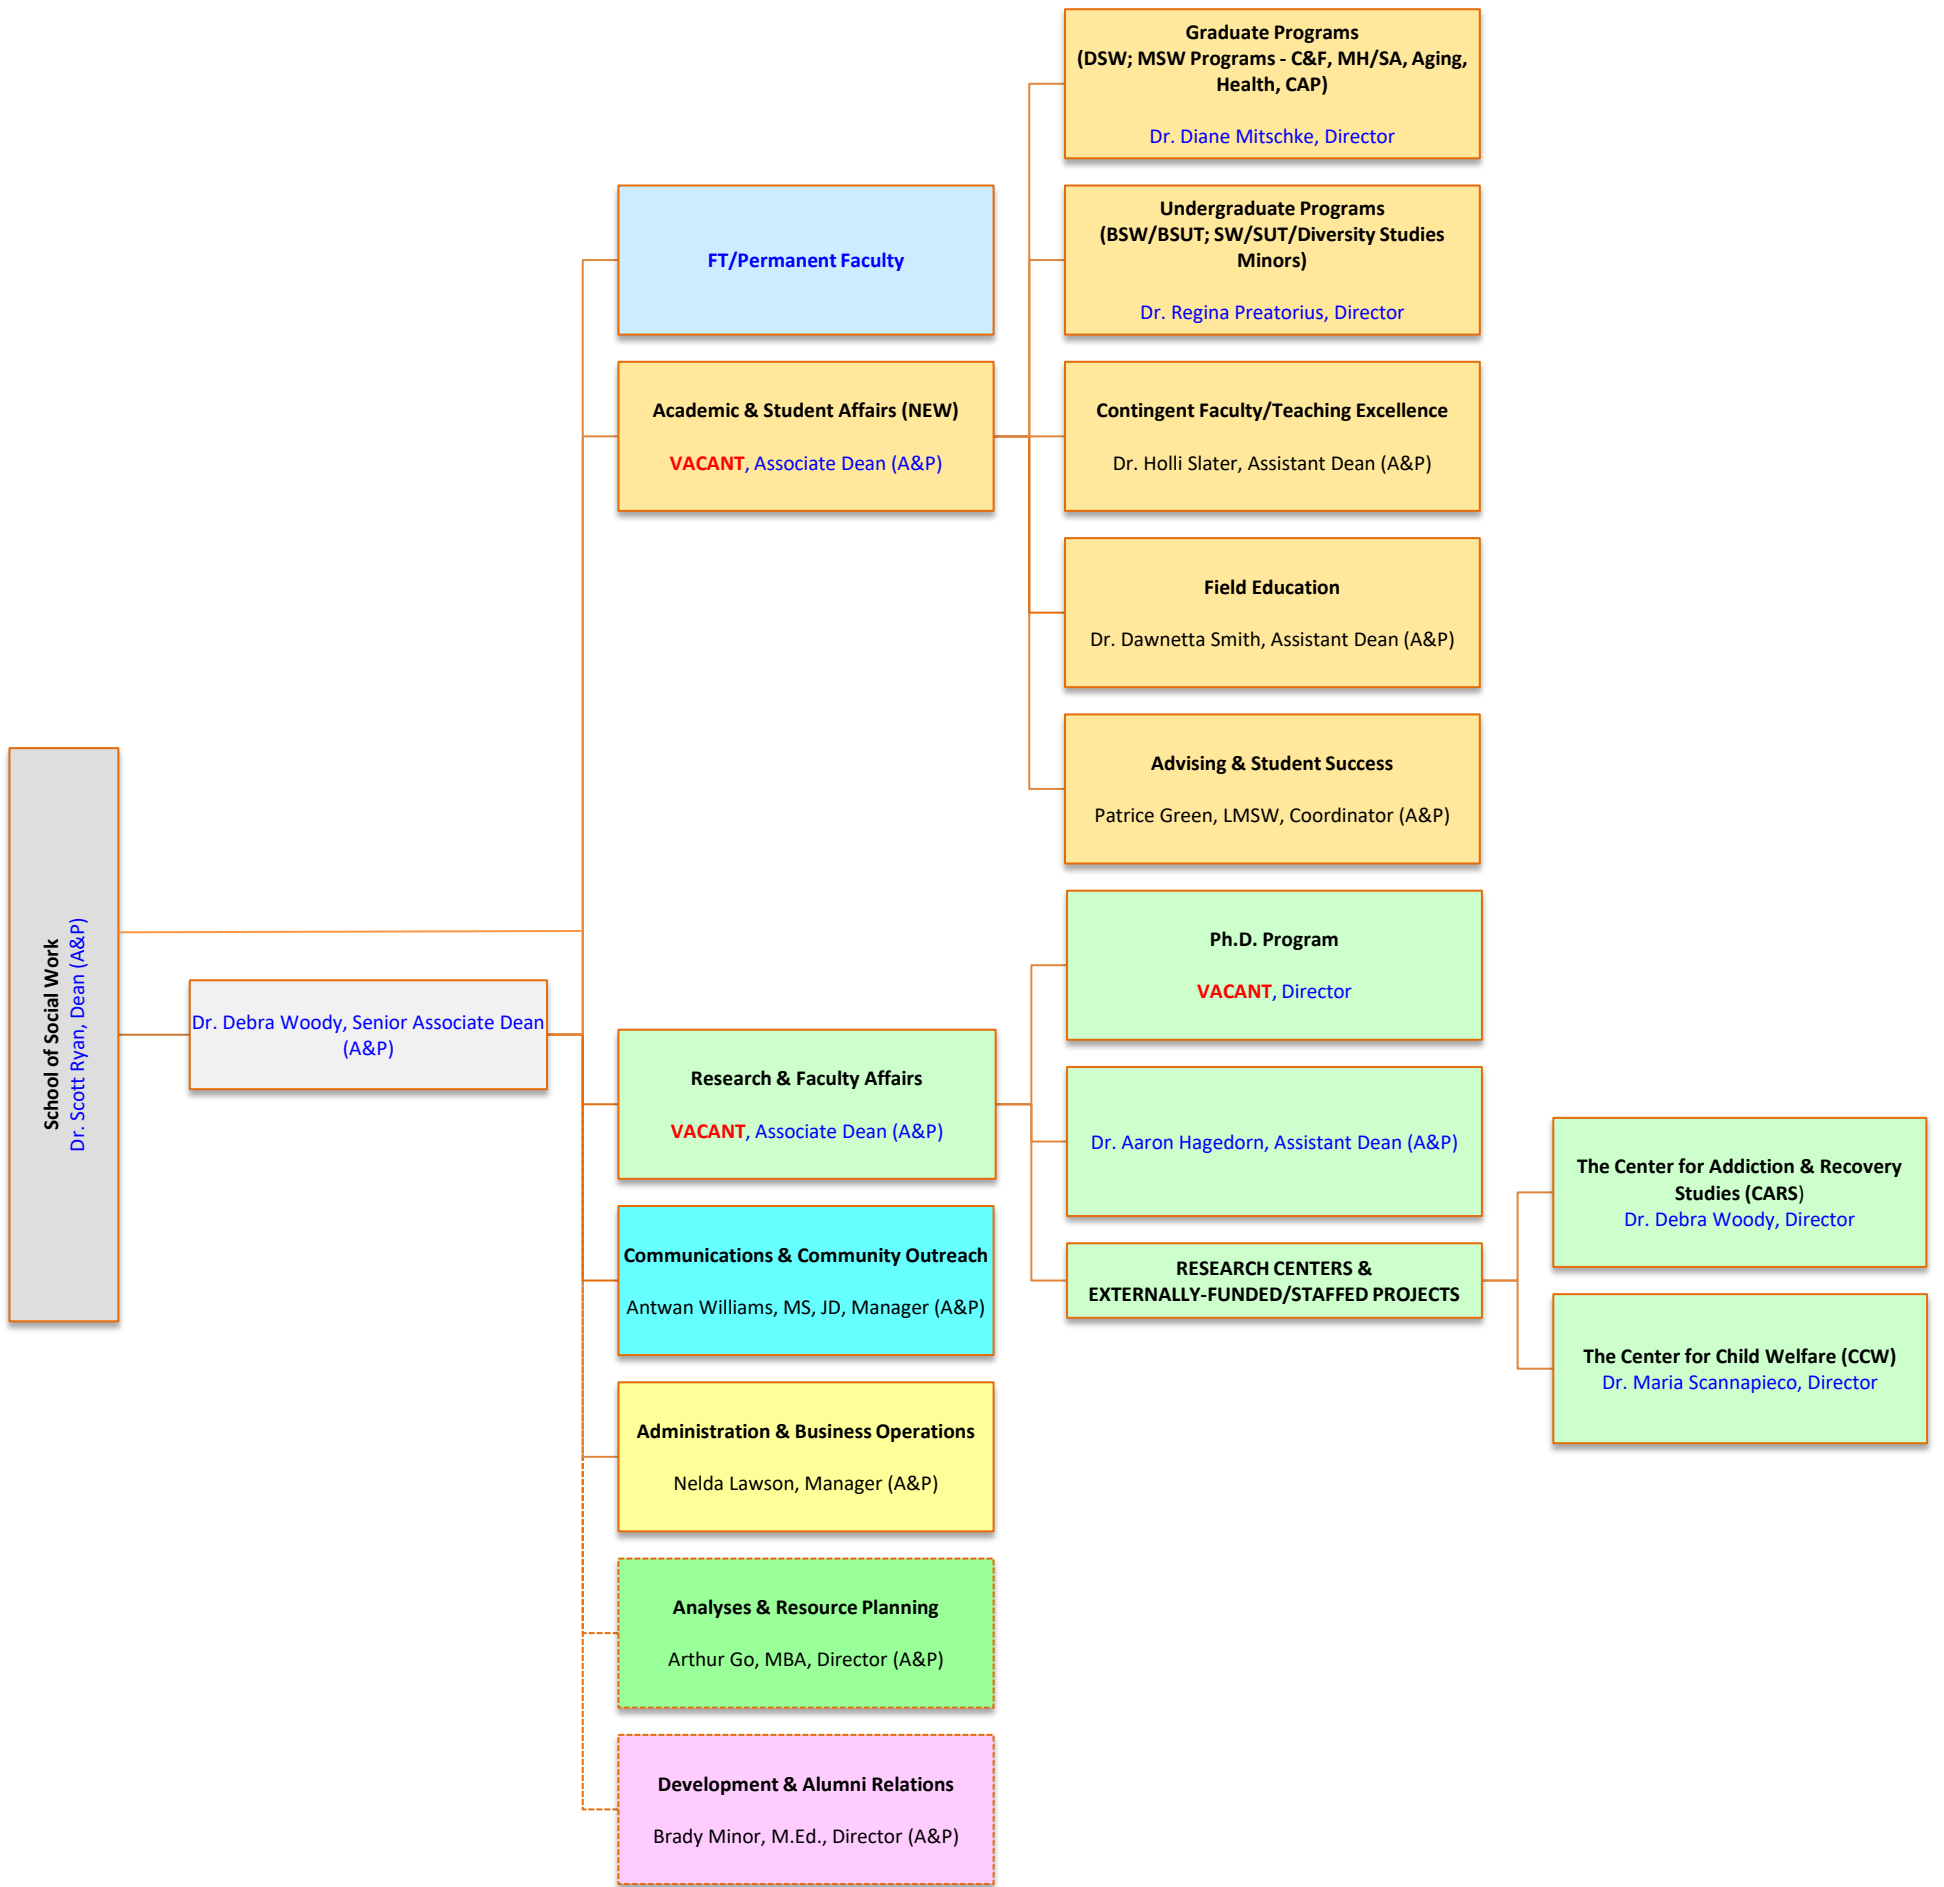 School of Social Work
Dr. Scott Ryan, Dean (A&P)
Dr. Debra Woody, Senior Associate Dean
(A&P)
FT/Permanent Faculty
Academic & Student Affairs (NEW)
VACANT, Associate Dean (A&P)
Graduate Programs
(DSW; MSW Programs - C&F, MH/SA, Aging,
Health, CAP)
Dr. Diane Mitschke, Director
Undergraduate Programs
(BSW/BSUT; SW/SUT/Diversity Studies
Minors)
Dr. Regina Preatorius, Director
Contingent Faculty/Teaching Excellence
Dr. Holli Slater, Assistant Dean (A&P)
Field Education
Dr. Dawnetta Smith, Assistant Dean (A&P)
Advising & Student Success
Patrice Green, LMSW, Coordinator (A&P)
Research & Faculty Affairs
VACANT, Associate Dean (A&P)
Ph.D. Program
VACANT, Director
Dr. Aaron Hagedorn, Assistant Dean (A&P)
RESEARCH CENTERS &
EXTERNALLY-FUNDED/STAFFED PROJECTS
The Center for Addiction & Recovery
Studies (CARS)
Dr. Debra Woody, Director
The Center for Child Welfare (CCW)
Dr. Maria Scannapieco, Director
Communications & Community Outreach
Antwan Williams, MS, JD, Manager (A&P)
Administration & Business Operations
Nelda Lawson, Manager (A&P)
Analyses & Resource Planning
Arthur Go, MBA, Director (A&P)
Development & Alumni Relations
Brady Minor, M.Ed., Director (A&P)